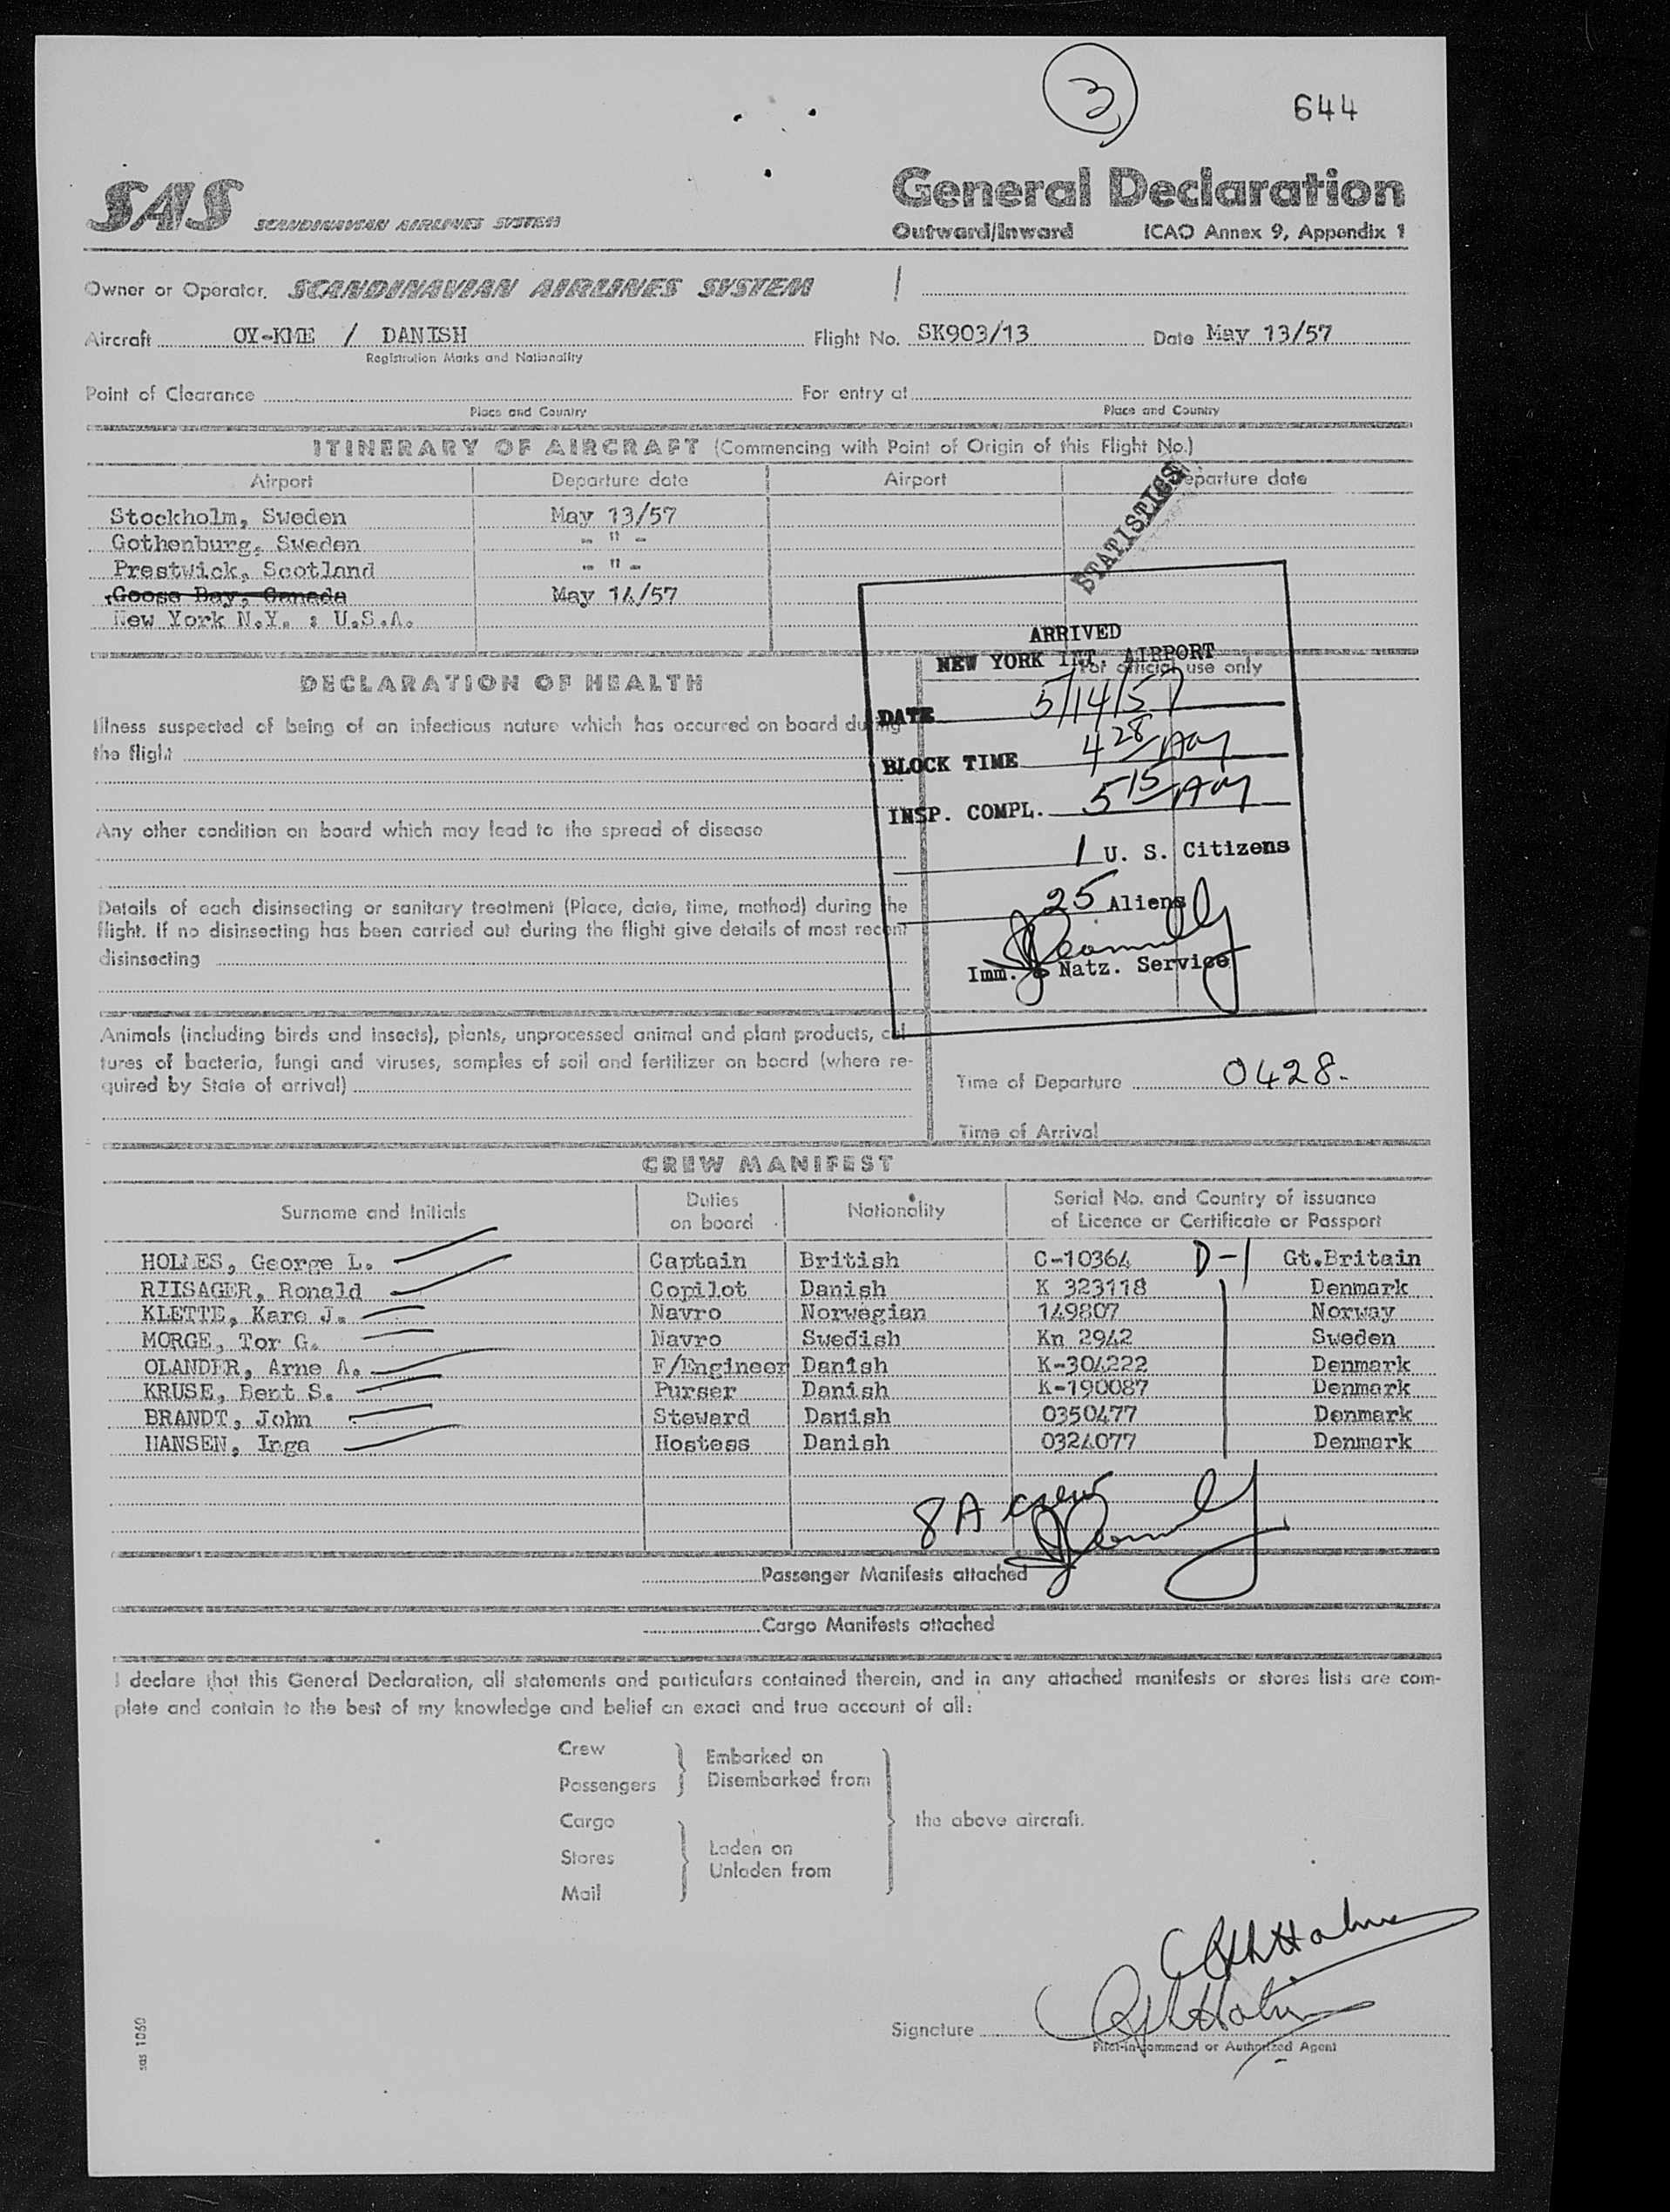 3
644
SAS SCANDINAVIAN AIRLINES SYSTEM
General Declaration
Outward/Inward ICAO Annex 9, Appendix 1
Owner or Operator. SCANDINAVIAN AIRLINES SYSTEM
Aircraft OY-KME / DANISH Flight No. SK903/13 Date May 13/57
Registration Marks and Nationality
Point of Clearance For entry at
Place and Country Place and Country
ITINERARY OF AIRCRAFT (Commencing with Point of Origin of this Flight No.)
Airport Departure date Airport Departure date
STATISTICS
Stockholm, Sweden May 13/57
Gothenburg, Sweden - " -
Prestwick, Scotland - " -
Goose Bay, Canada May 14/57
New York N.Y. : U.S.A.
ARRIVED
NEW YORK INT. AIRPORT
For official use only
DATE 5/14/57
BLOCK TIME 4 28 AM
INSP. COMPL. 5 15 AM
1 U. S. Citizens
25 Aliens
Imm. & Natz. Service
DECLARATION OF HEALTH
Illness suspected of being of an infectious nature which has occurred on board during
the flight
Any other condition on board which may lead to the spread of disease
Details of each disinsecting or sanitary treatment (Place, date, time, method) during the
flight. If no disinsecting has been carried out during the flight give details of most recent
disinsecting
Animals (including birds and insects), plants, unprocessed animal and plant products, cul-
tures of bacteria, fungi and viruses, samples of soil and fertilizer on board (where re-
quired by State of arrival)
Time of Departure 0428.
Time of Arrival
CREW MANIFEST
Surname and Initials Duties on board Nationality Serial No. and Country of issuance of Licence or Certificate or Passport
HOLMES, George L. Captain British C-10364 D-1 Gt.Britain
RIISAGER, Ronald Copilot Danish K 323118 Denmark
KLETTE, Kare J. Navro Norwegian 149807 Norway
MORGE, Tor G. Navro Swedish Kn 2942 Sweden
OLANDER, Arne A. F/Engineer Danish K-304222 Denmark
KRUSE, Bent S. Purser Danish K-190087 Denmark
BRANDT, John Steward Danish 0350477 Denmark
HANSEN, Inga Hostess Danish 0324077 Denmark
8 A crew
Passenger Manifests attached
Cargo Manifests attached
I declare that this General Declaration, all statements and particulars contained therein, and in any attached manifests or stores lists are com-
plete and contain to the best of my knowledge and belief an exact and true account of all:
Crew
Passengers
Embarked on
Disembarked from
Cargo
Stores
Mail
Laden on
Unladen from
the above aircraft.
Signature
Pilot-in-command or Authorized Agent
sas 1060